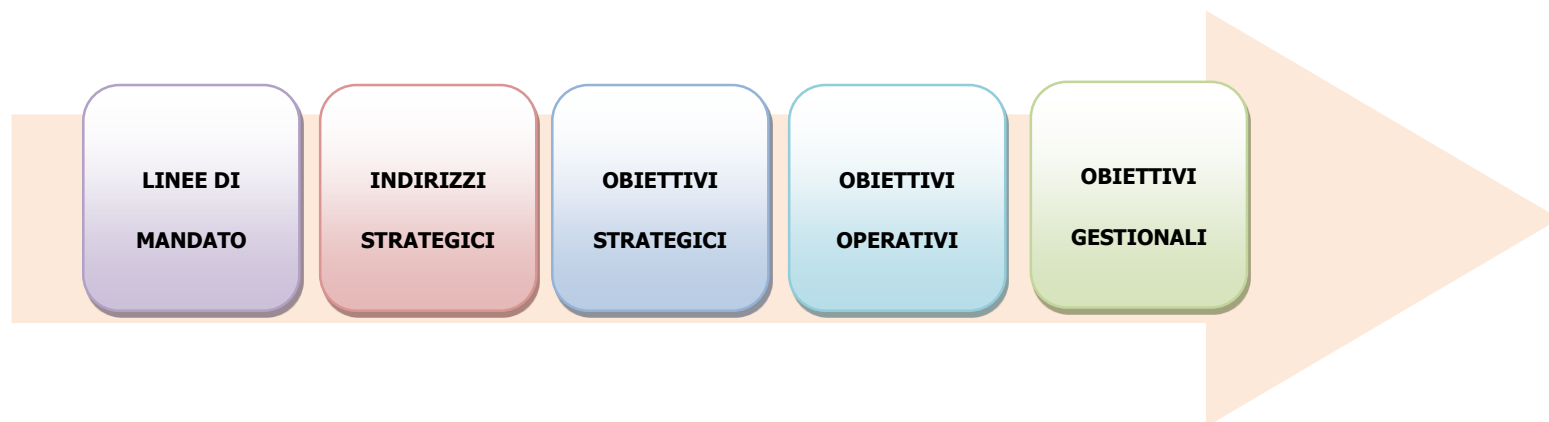 LINEE DI
MANDATO
INDIRIZZI
STRATEGICI
OBIETTIVI
STRATEGICI
OBIETTIVI
OPERATIVI
OBIETTIVI
GESTIONALI